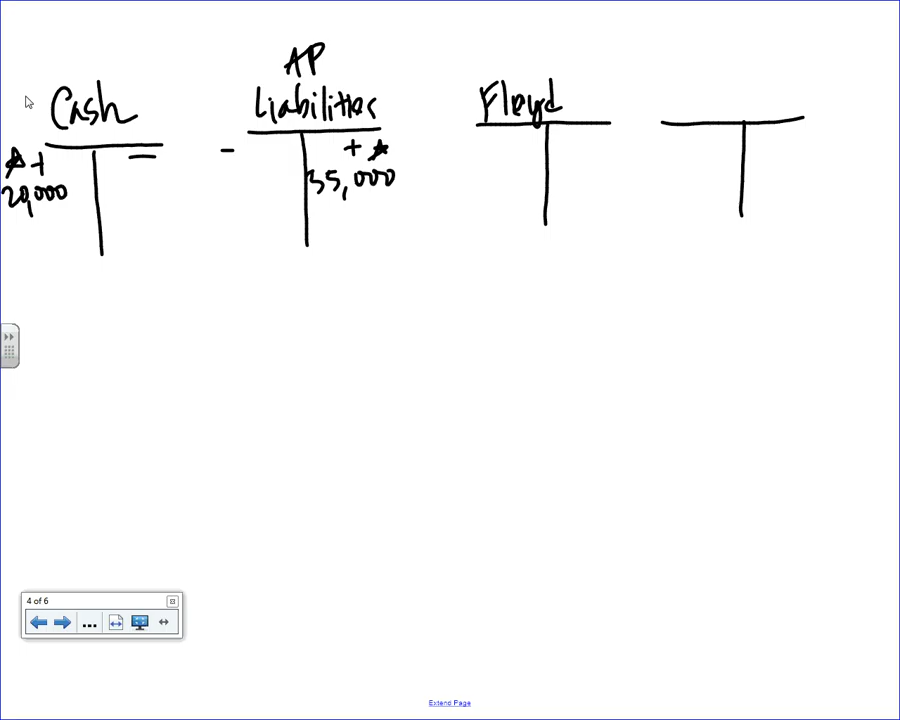 AP
Cash
Liabilities
Floyd
+
=
-
+
20,000
35,000
4 of 6
...
Extend Page